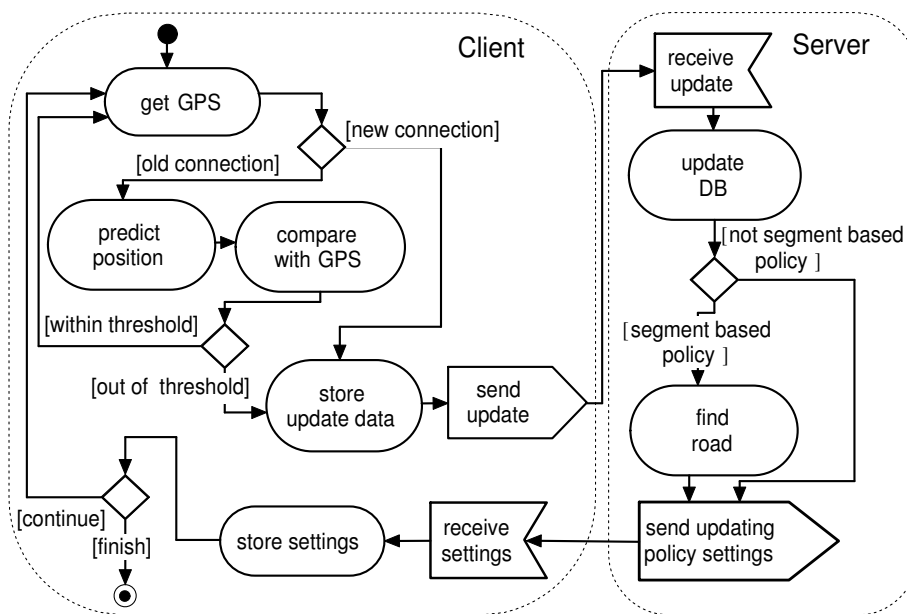 Client
Server
receive
update
get GPS
[new connection]
[old connection]
update
DB
predict
position
compare
with GPS
[not segment based
policy ]
[within threshold]
[segment based
policy ]
[out of threshold]
store
update data
send
update
find
road
[continue]
[finish]
store settings
receive
settings
send updating
policy settings